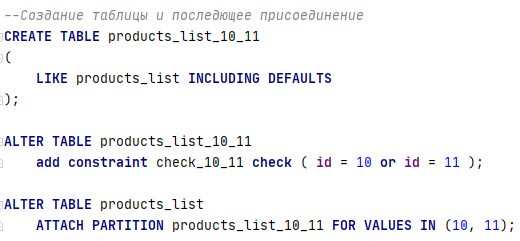 --Создание таблицы и последющее присоединение
CREATE TABLE products_list_10_11
(
    LIKE products_list INCLUDING DEFAULTS
);
ALTER TABLE products_list_10_11
    add constraint check_10_11 check ( id = 10 or id = 11 );
ALTER TABLE products_list
    ATTACH PARTITION products_list_10_11 FOR VALUES IN (10, 11);